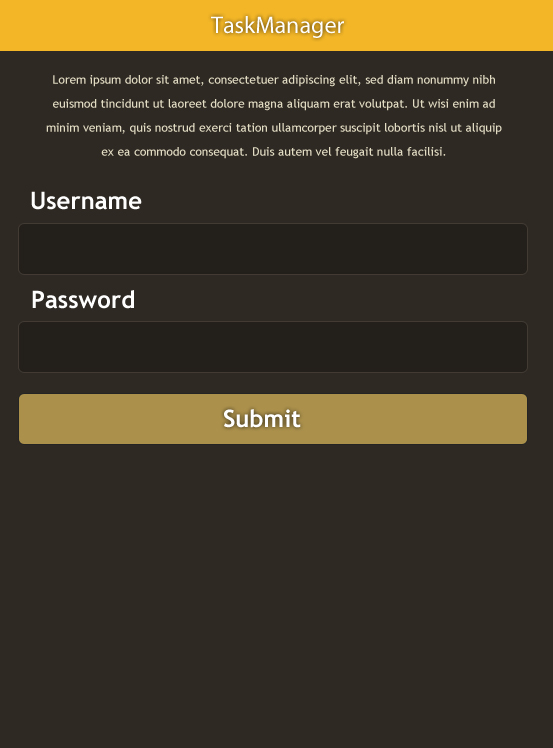 TaskManager
Lorem ipsum dolor sit amet, consectetuer adipiscing elit, sed diam nonummy nibh
euismod tincidunt ut laoreet dolore magna aliquam erat volutpat. Ut wisi enim ad
minim veniam, quis nostrud exerci tation ullamcorper suscipit lobortis nisl ut aliquip
ex ea commodo consequat. Duis autem vel feugait nulla facilisi.
Username
Password
Submit